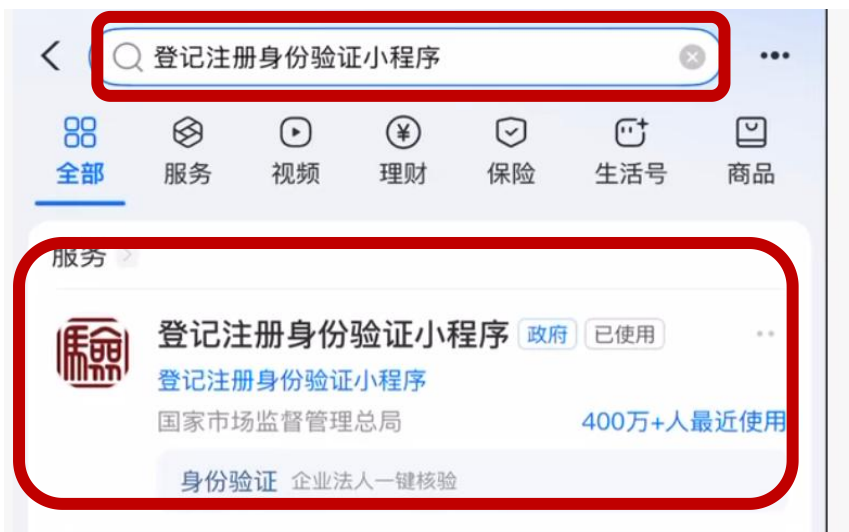 登记注册身份验证小程序
全部 服务 视频 理财 保险 生活号 商品
服务
登记注册身份验证小程序 政府 已使用
登记注册身份验证小程序
国家市场监督管理总局 400万+人最近使用
身份验证 企业法人一键核验